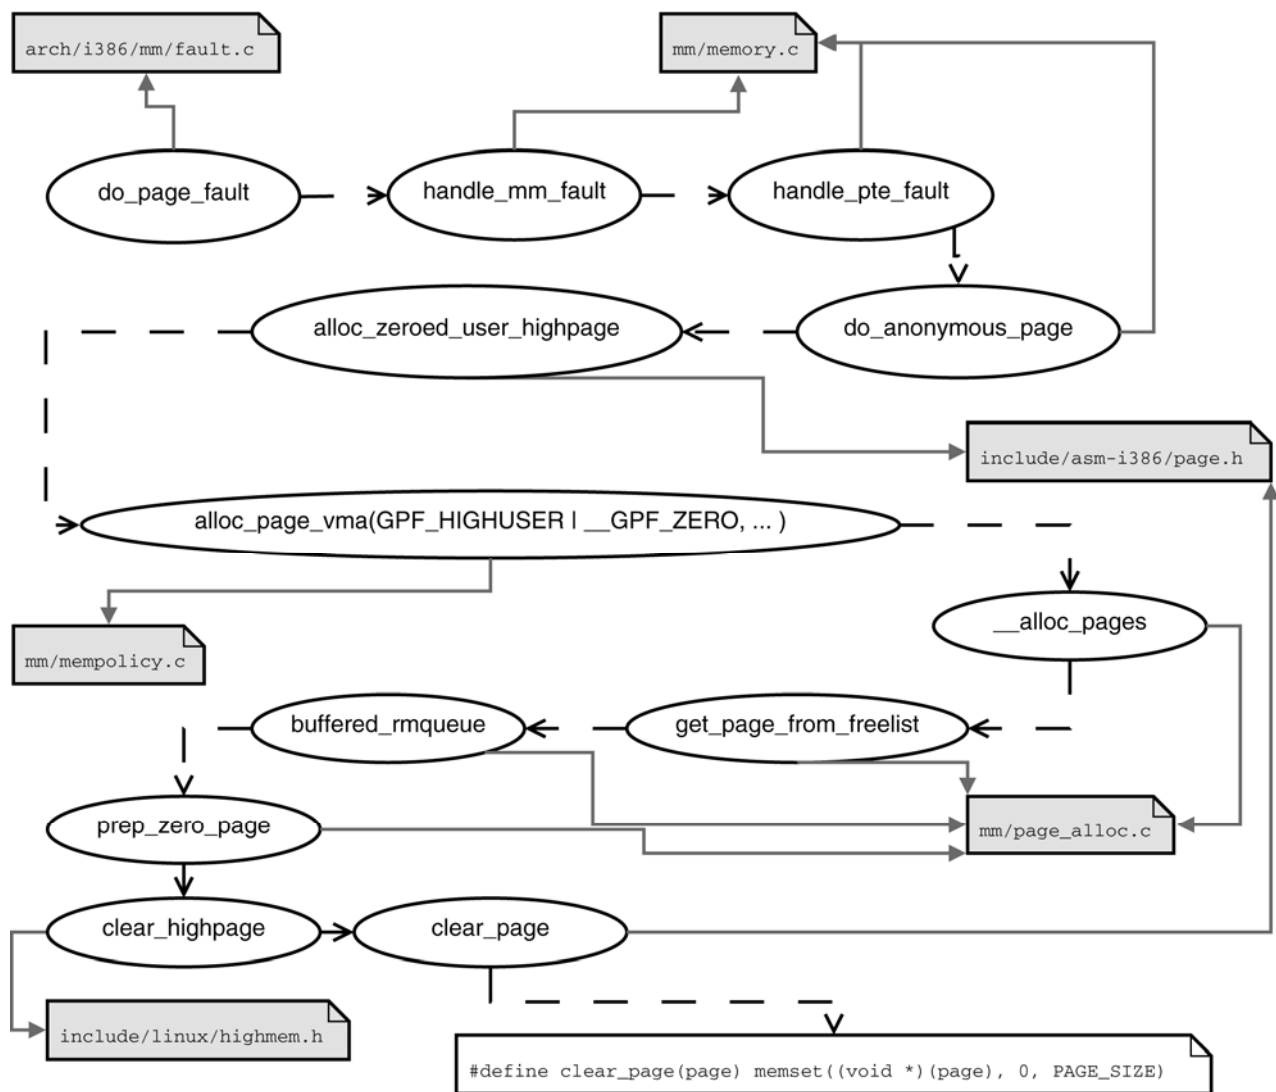 arch/i386/mm/fault.c
mm/memory.c
do_page_fault
handle_mm_fault
handle_pte_fault
alloc_zeroed_user_highpage
do_anonymous_page
include/asm-i386/page.h
alloc_page_vma(GPF_HIGHUSER | __GPF_ZERO, ... )
__alloc_pages
mm/mempolicy.c
buffered_rmqueue
get_page_from_freelist
prep_zero_page
mm/page_alloc.c
clear_highpage
clear_page
include/linux/highmem.h
#define clear_page(page) memset((void *)(page), 0, PAGE_SIZE)